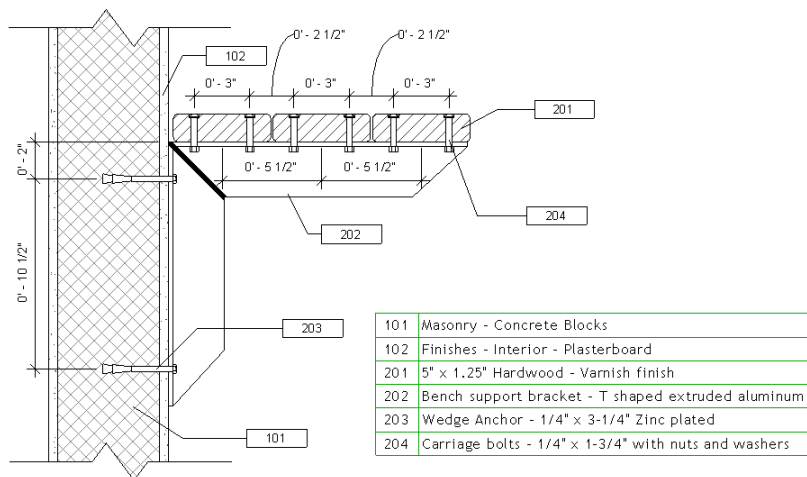 0' - 2 1/2" 0' - 2 1/2"
102
0' - 3" 0' - 3" 0' - 3"
201
0' - 2"
0' - 5 1/2" 0' - 5 1/2"
204
202
0' - 10 1/2"
203
101
101 Masonry - Concrete Blocks
102 Finishes - Interior - Plasterboard
201 5" x 1.25" Hardwood - Varnish finish
202 Bench support bracket - T shaped extruded aluminum
203 Wedge Anchor - 1/4" x 3-1/4" Zinc plated
204 Carriage bolts - 1/4" x 1-3/4" with nuts and washers